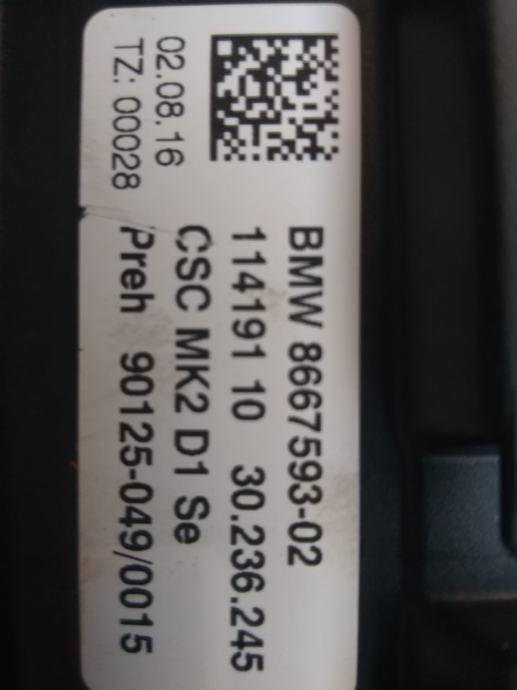 BMW 8667593-02
114191 10 30.236.245
CSC MK2 D1 Se
02.08.16
TZ: 00028
Preh 90125-049/0015